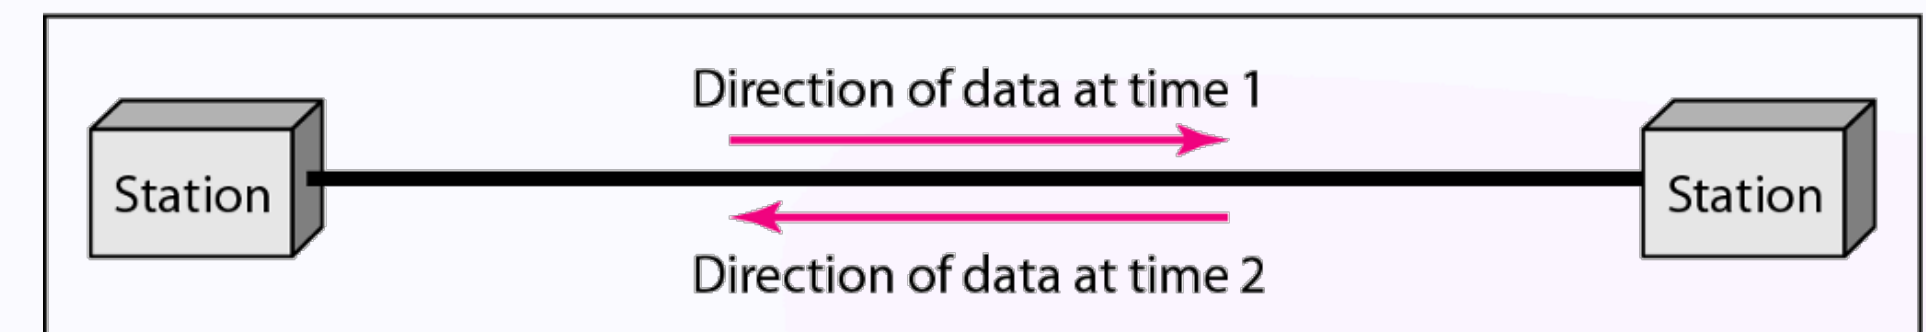 Direction of data at time 1
Station
Station
Direction of data at time 2